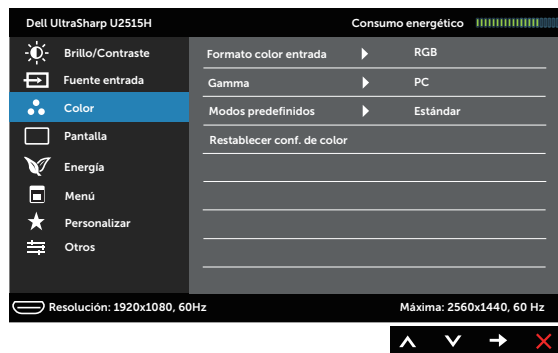 Dell UltraSharp U2515H Consumo energético
Brillo/Contraste
Fuente entrada
Color
Pantalla
Energía
Menú
Personalizar
Otros
Formato color entrada RGB
Gamma PC
Modos predefinidos Estándar
Restablecer conf. de color
Resolución: 1920x1080, 60Hz Máxima: 2560x1440, 60 Hz